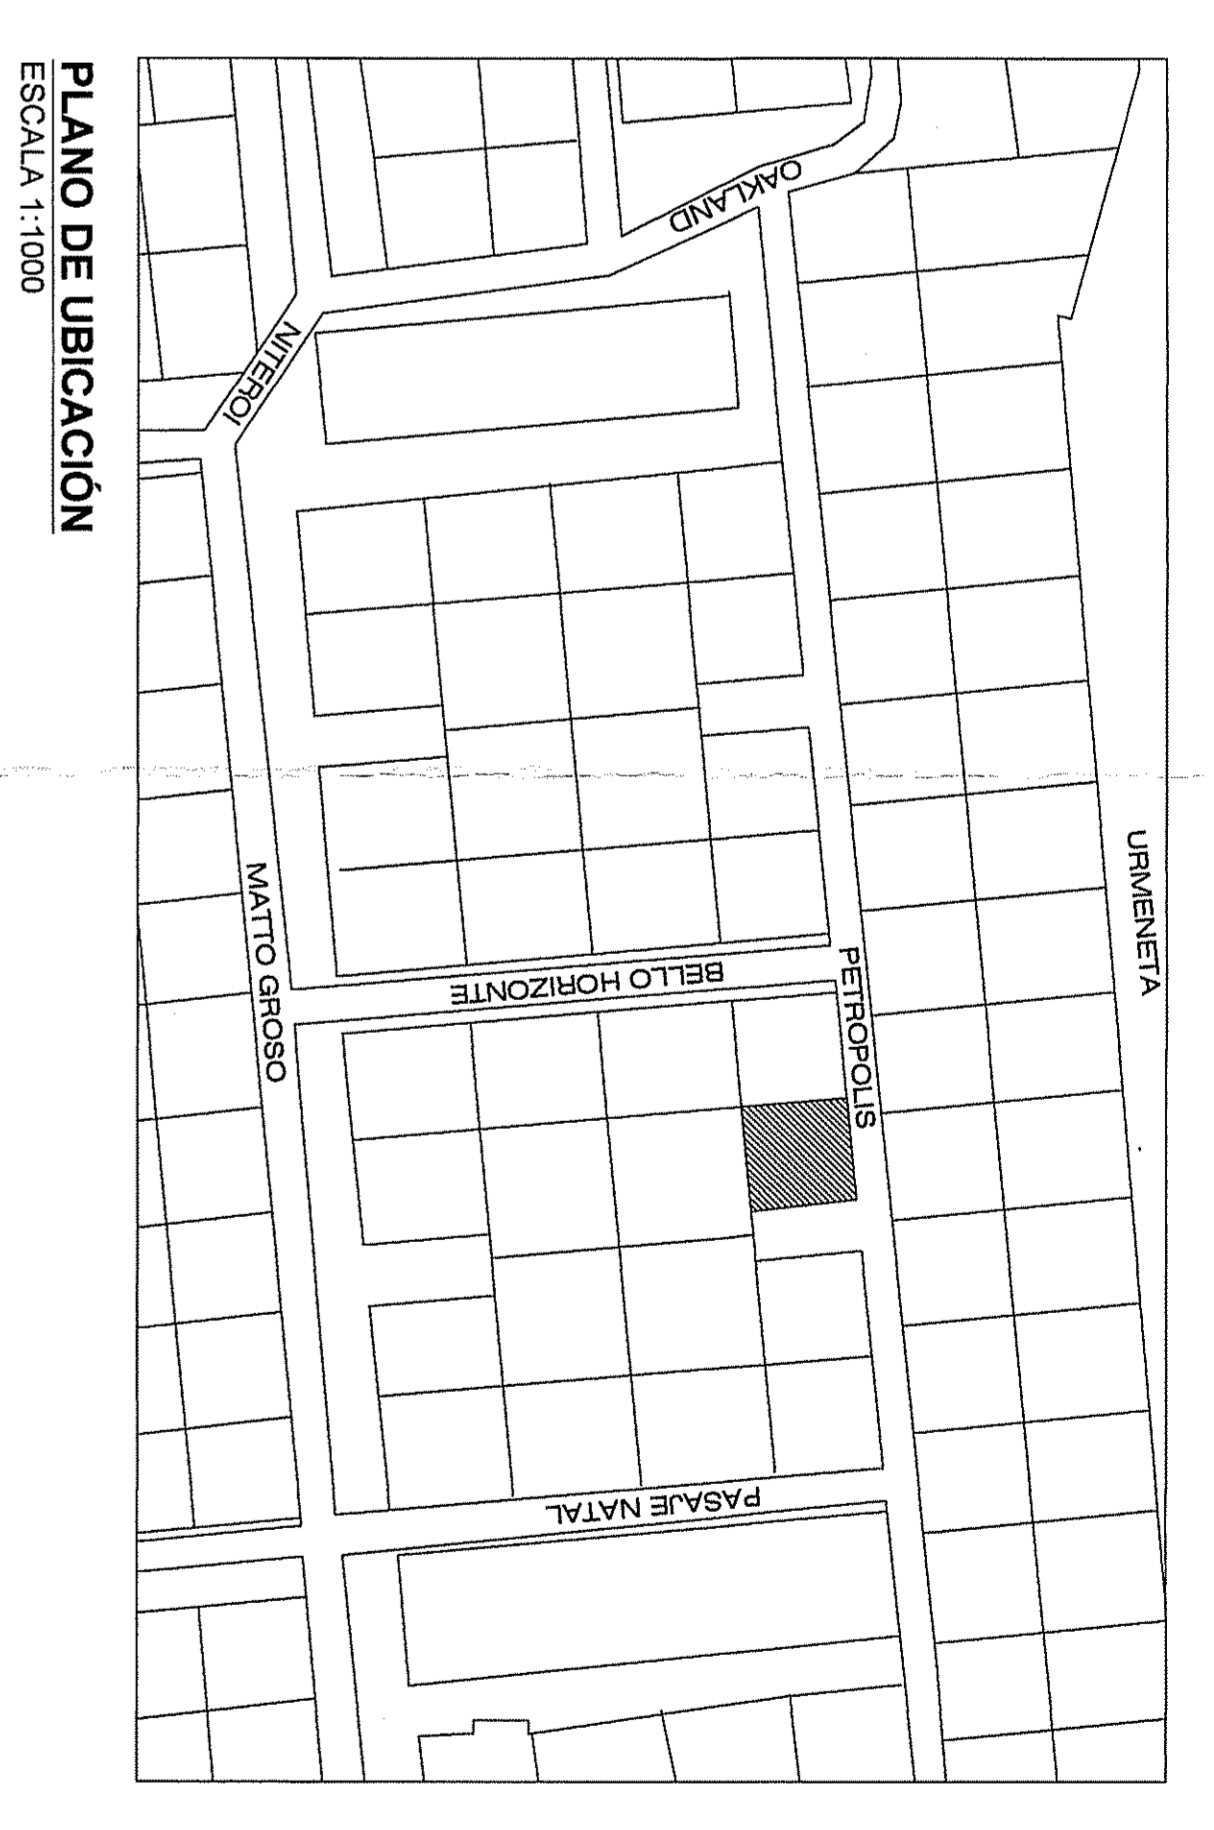 PLANO DE UBICACIÓN
ESCALA 1:1000
URMENETA
PETROPOLIS
OAKLAND
NITEROI
BELLO HORIZONTE
MATTO GROSO
PASAJE NATAL